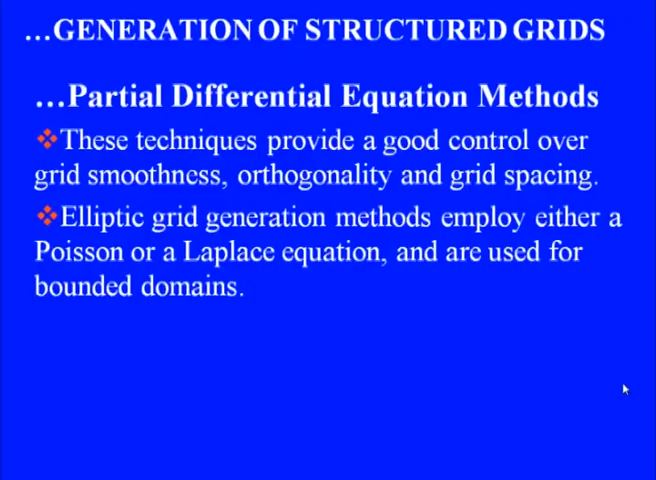 …GENERATION OF STRUCTURED GRIDS
…Partial Differential Equation Methods
❖These techniques provide a good control over
grid smoothness, orthogonality and grid spacing.
❖Elliptic grid generation methods employ either a
Poisson or a Laplace equation, and are used for
bounded domains.